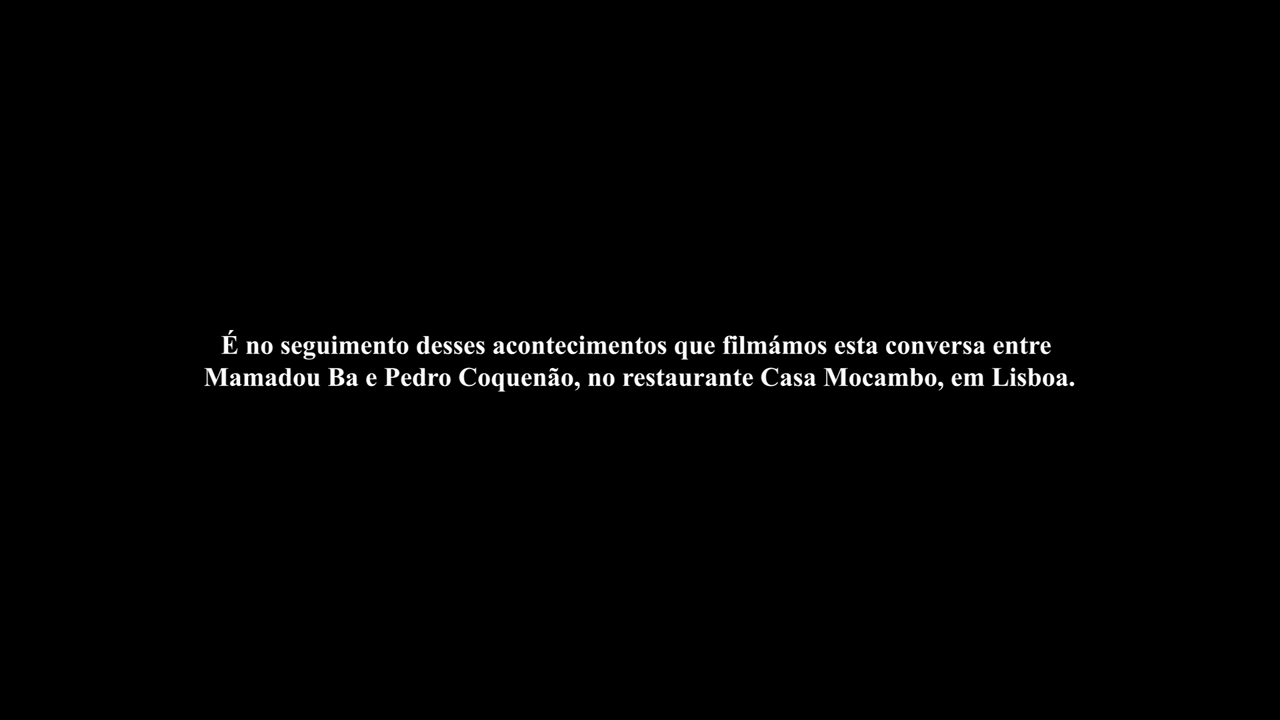 É no seguimento desses acontecimentos que filmámos esta conversa entre
Mamadou Ba e Pedro Coquenão, no restaurante Casa Mocambo, em Lisboa.